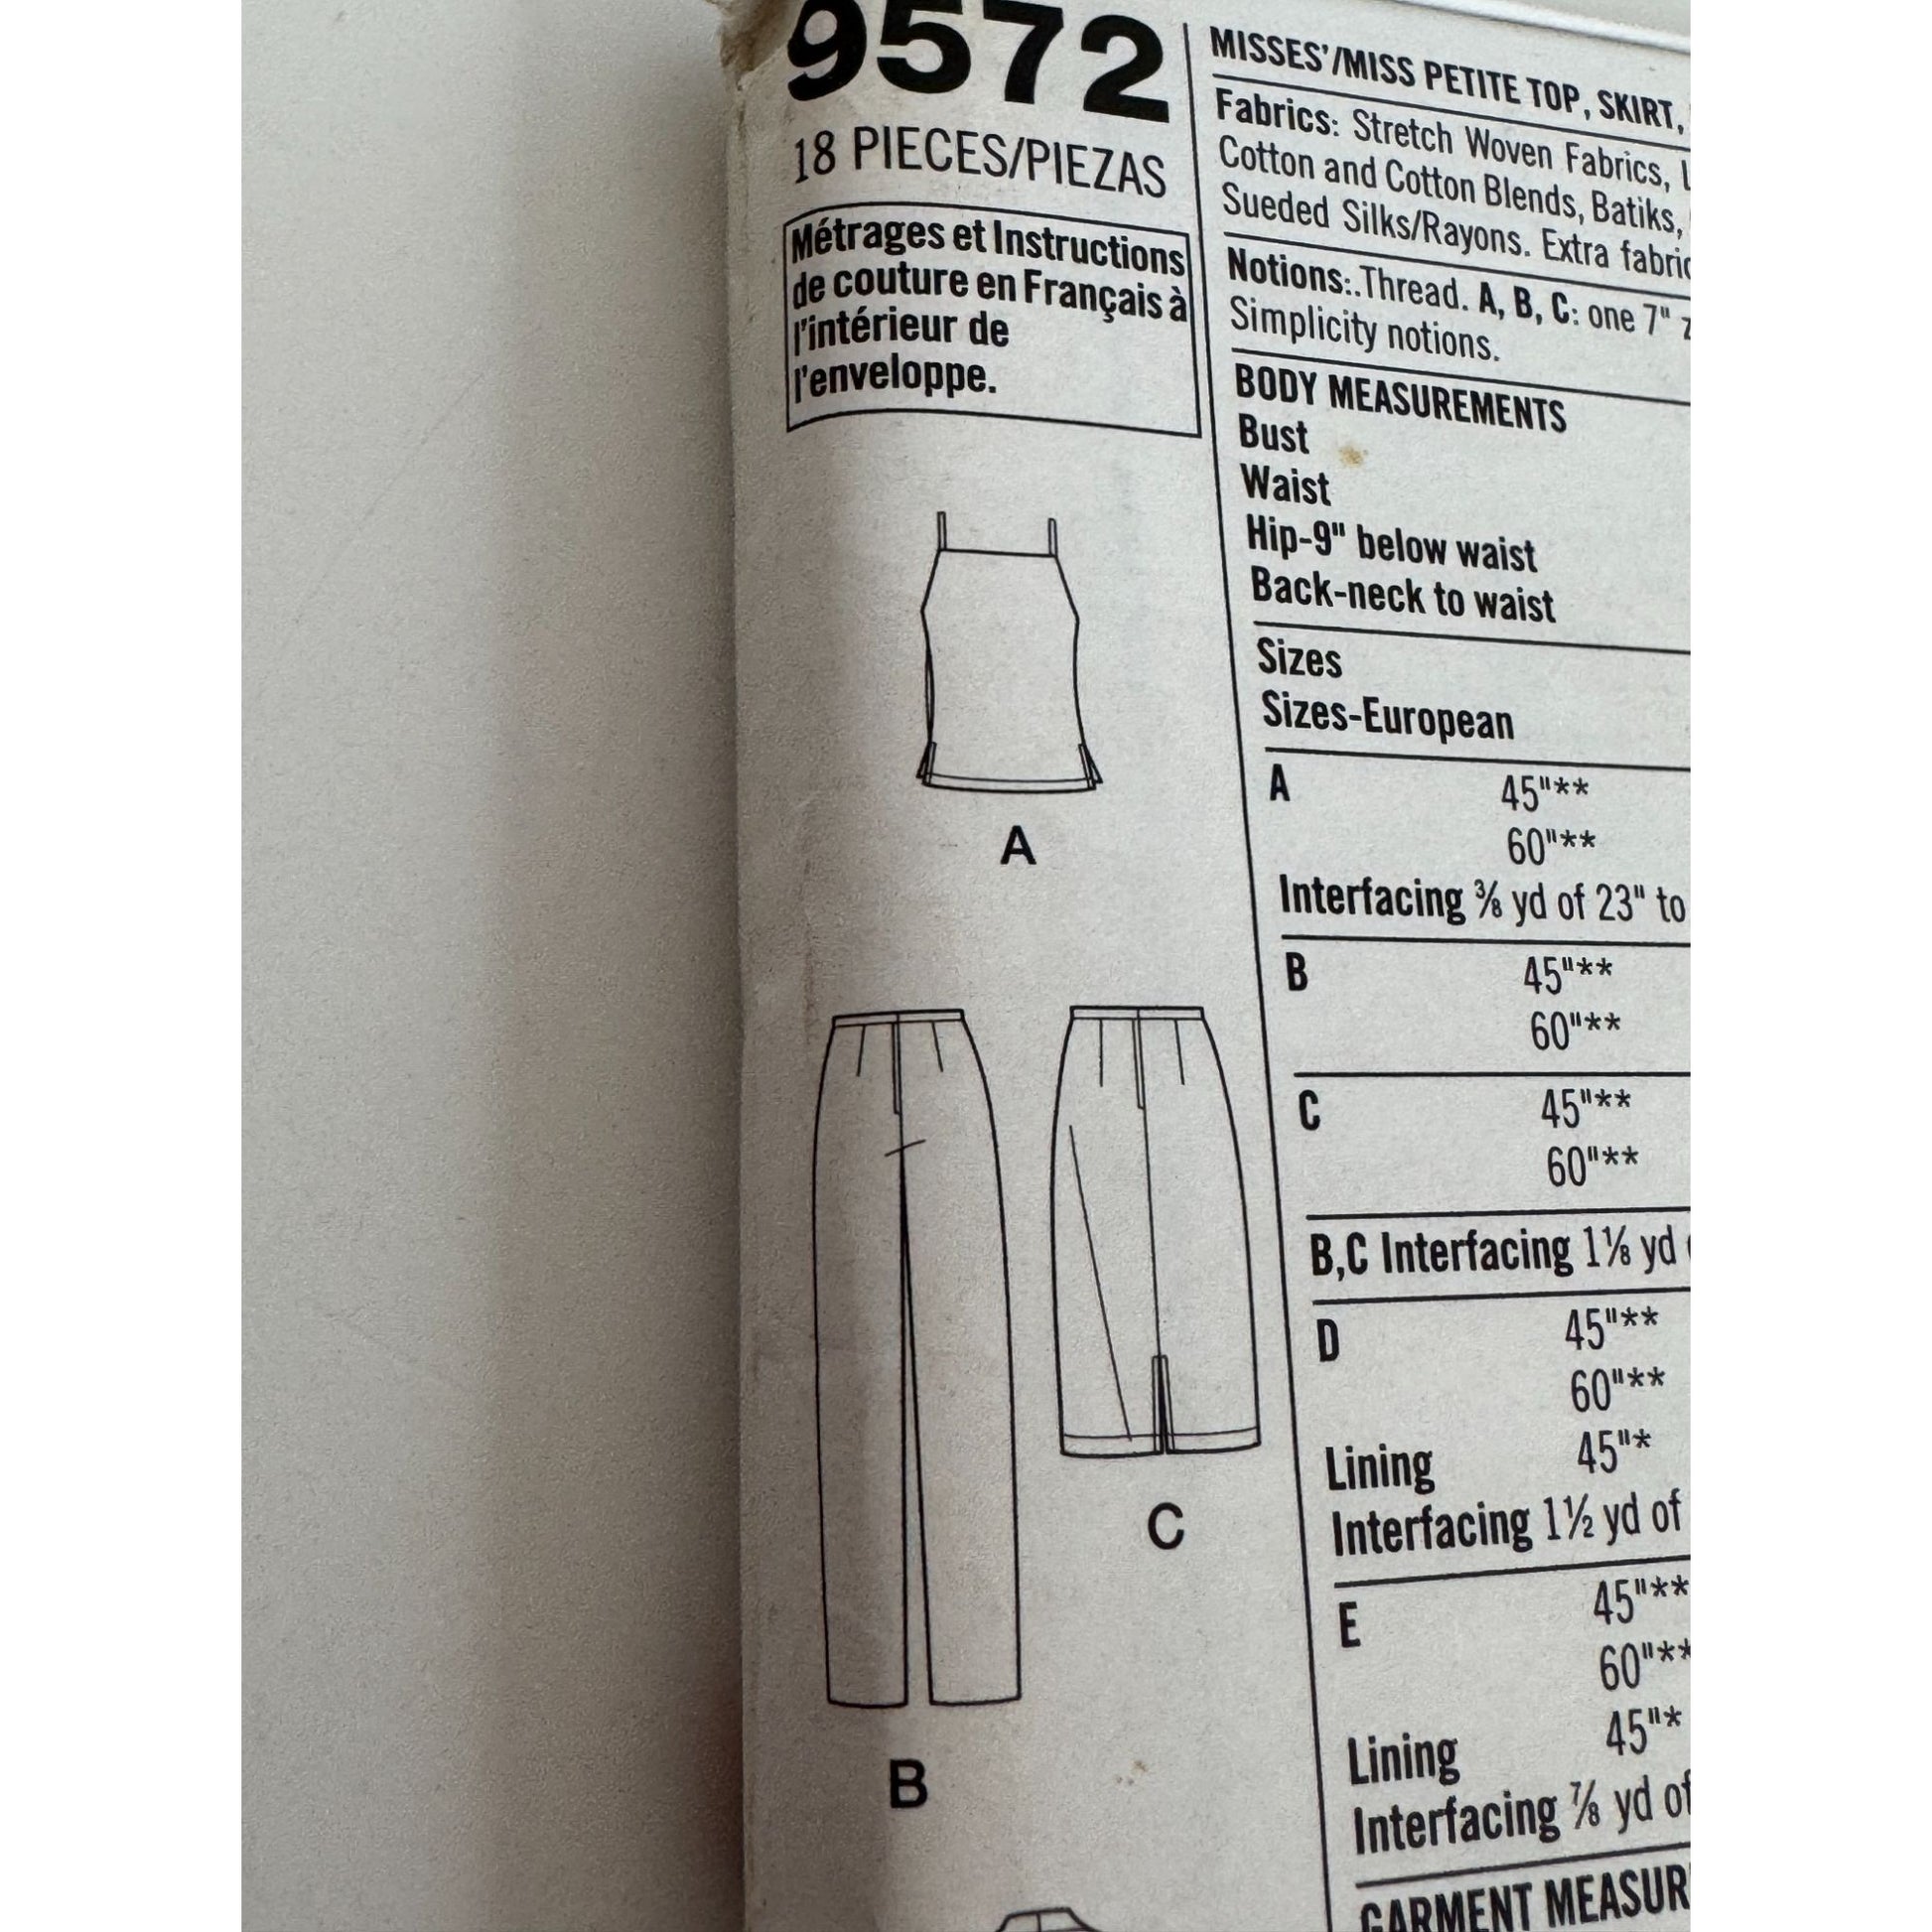 9572
18 PIECES/PIEZAS
Métrages et Instructions
de couture en Français à
l'intérieur de
l'enveloppe.
A
B
C
MISSES'/MISS PETITE TOP, SKIRT,
Fabrics: Stretch Woven Fabrics,
Cotton and Cotton Blends, Batiks,
Sueded Silks/Rayons. Extra
Notions:.Thread. A, B, C: one 7"
Simplicity notions.
BODY MEASUREMENTS
Bust
Waist
Hip-9" below waist
Back-neck to waist
Sizes
Sizes-European
A 45"**
60"**
Interfacing ⅜ yd of 23" to
B 45"**
60"**
C 45"**
60"**
B,C Interfacing 1⅛ yd
D 45"**
60"**
Lining 45"*
Interfacing 1½ yd of
E 45"**
60"**
Lining 45"*
Interfacing ⅞ yd of
GARMENT